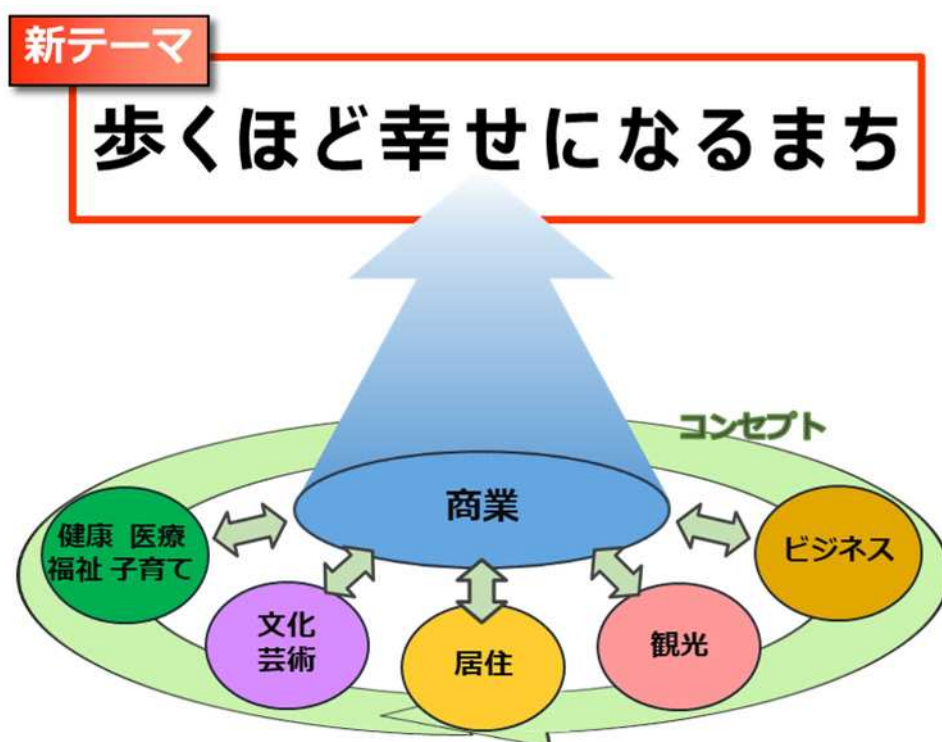 新テーマ
歩くほど幸せになるまち
コンセプト
商業
健康 医療
福祉 子育て
文化
芸術
居住
観光
ビジネス